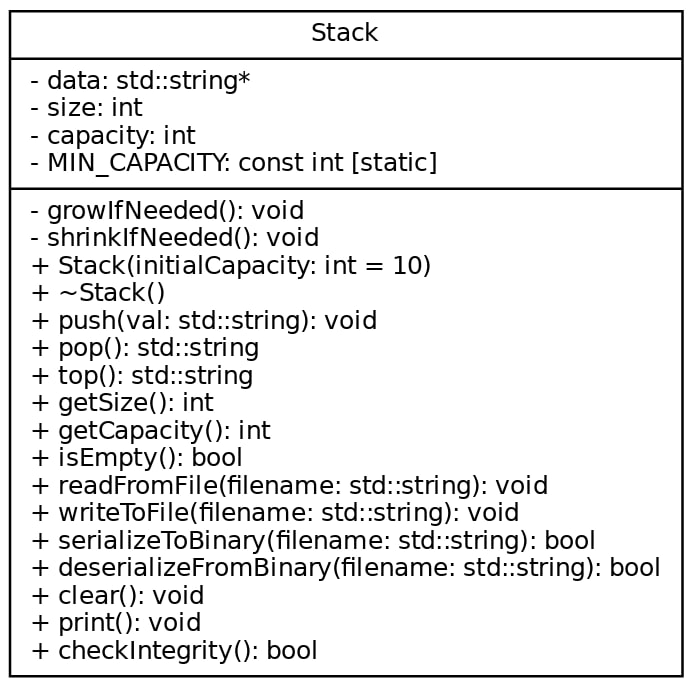 Stack
- data: std::string*
- size: int
- capacity: int
- MIN_CAPACITY: const int [static]
- growIfNeeded(): void
- shrinkIfNeeded(): void
+ Stack(initialCapacity: int = 10)
+ ~Stack()
+ push(val: std::string): void
+ pop(): std::string
+ top(): std::string
+ getSize(): int
+ getCapacity(): int
+ isEmpty(): bool
+ readFromFile(filename: std::string): void
+ writeToFile(filename: std::string): void
+ serializeToBinary(filename: std::string): bool
+ deserializeFromBinary(filename: std::string): bool
+ clear(): void
+ print(): void
+ checkIntegrity(): bool